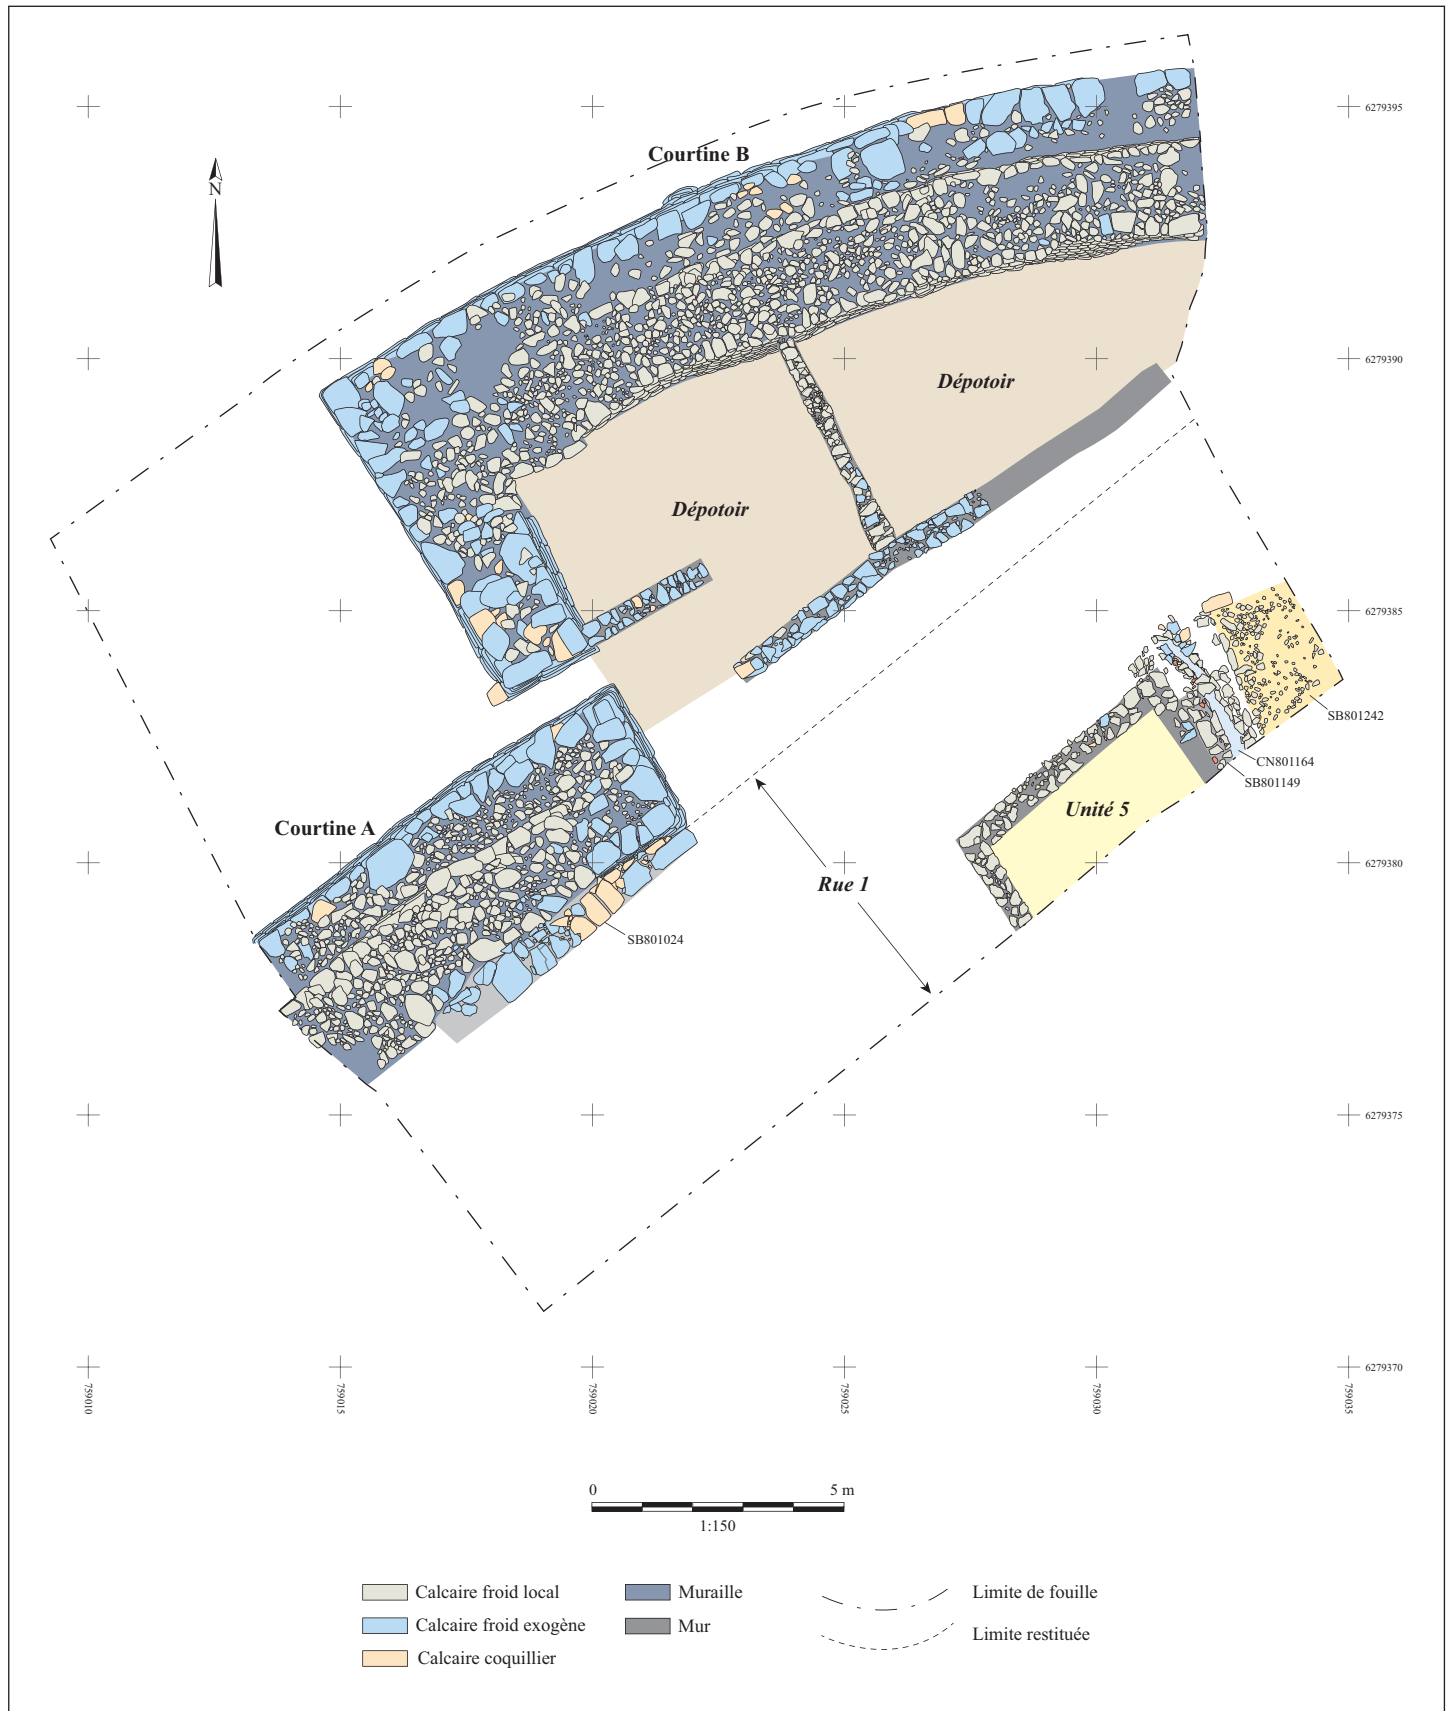 6279395
Courtine B
N
6279390
Dépotoir
Dépotoir
6279385
SB801242
CN801164
SB801149
Unité 5
Courtine A
6279380
Rue 1
SB801024
6279375
6279370
759010
759015
759020
759025
759030
759035
0 5 m
1:150
Calcaire froid local
Calcaire froid exogène
Calcaire coquillier
Muraille
Mur
Limite de fouille
Limite restituée